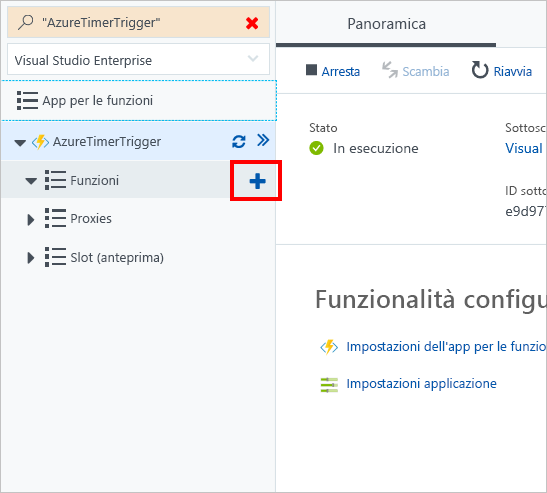 "AzureTimerTrigger"
Visual Studio Enterprise
App per le funzioni
AzureTimerTrigger
Funzioni
Proxies
Slot (anteprima)
Panoramica
Arresta
Scambia
Riavvia
Stato
In esecuzione
Sottosc
Visual
ID sotto
e9d977
Funzionalità configu
Impostazioni dell'app per le funzio
Impostazioni applicazione